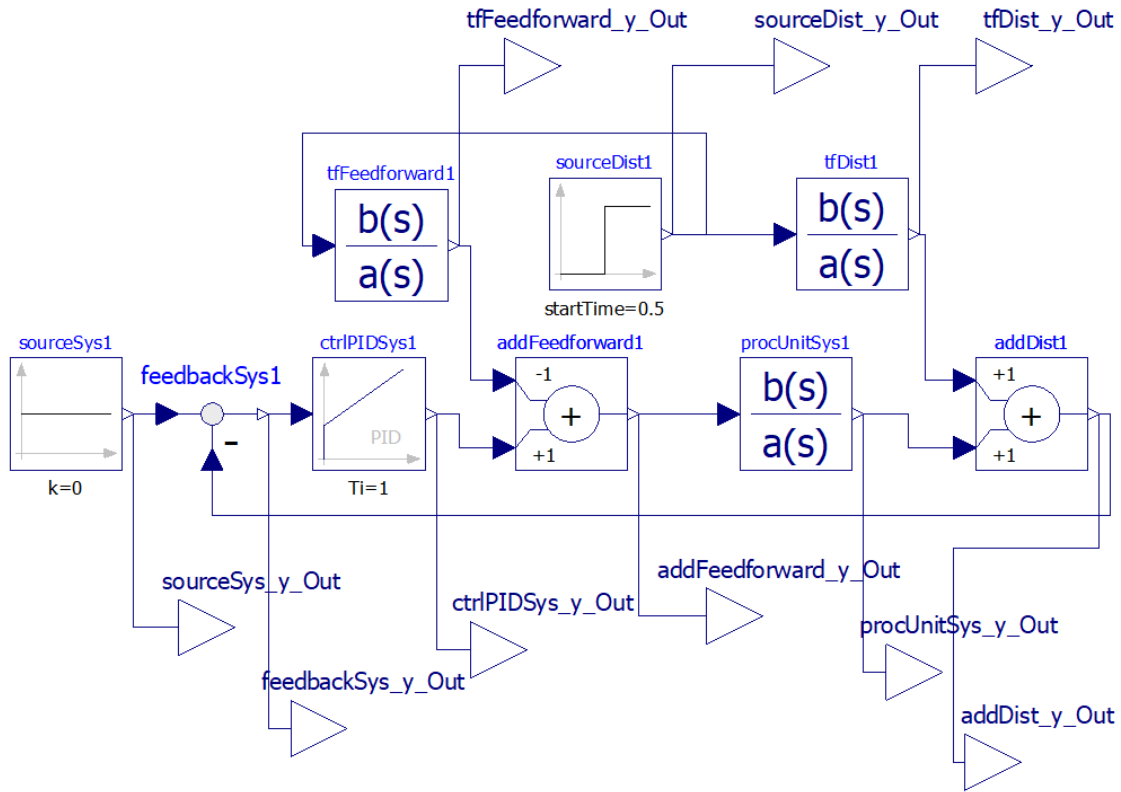 tfFeedforward_y_Out
sourceDist_y_Out
tfDist_y_Out
tfFeedforward1
sourceDist1
tfDist1
b(s)
a(s)
b(s)
a(s)
startTime=0.5
sourceSys1
feedbackSys1
ctrlPIDSys1
addFeedforward1
procUnitSys1
addDist1
-1
+
+1
b(s)
a(s)
+1
+
+1
-
PID
k=0
Ti=1
sourceSys_y_Out
ctrlPIDSys_y_Out
addFeedforward_y_Out
procUnitSys_y_Out
feedbackSys_y_Out
addDist_y_Out